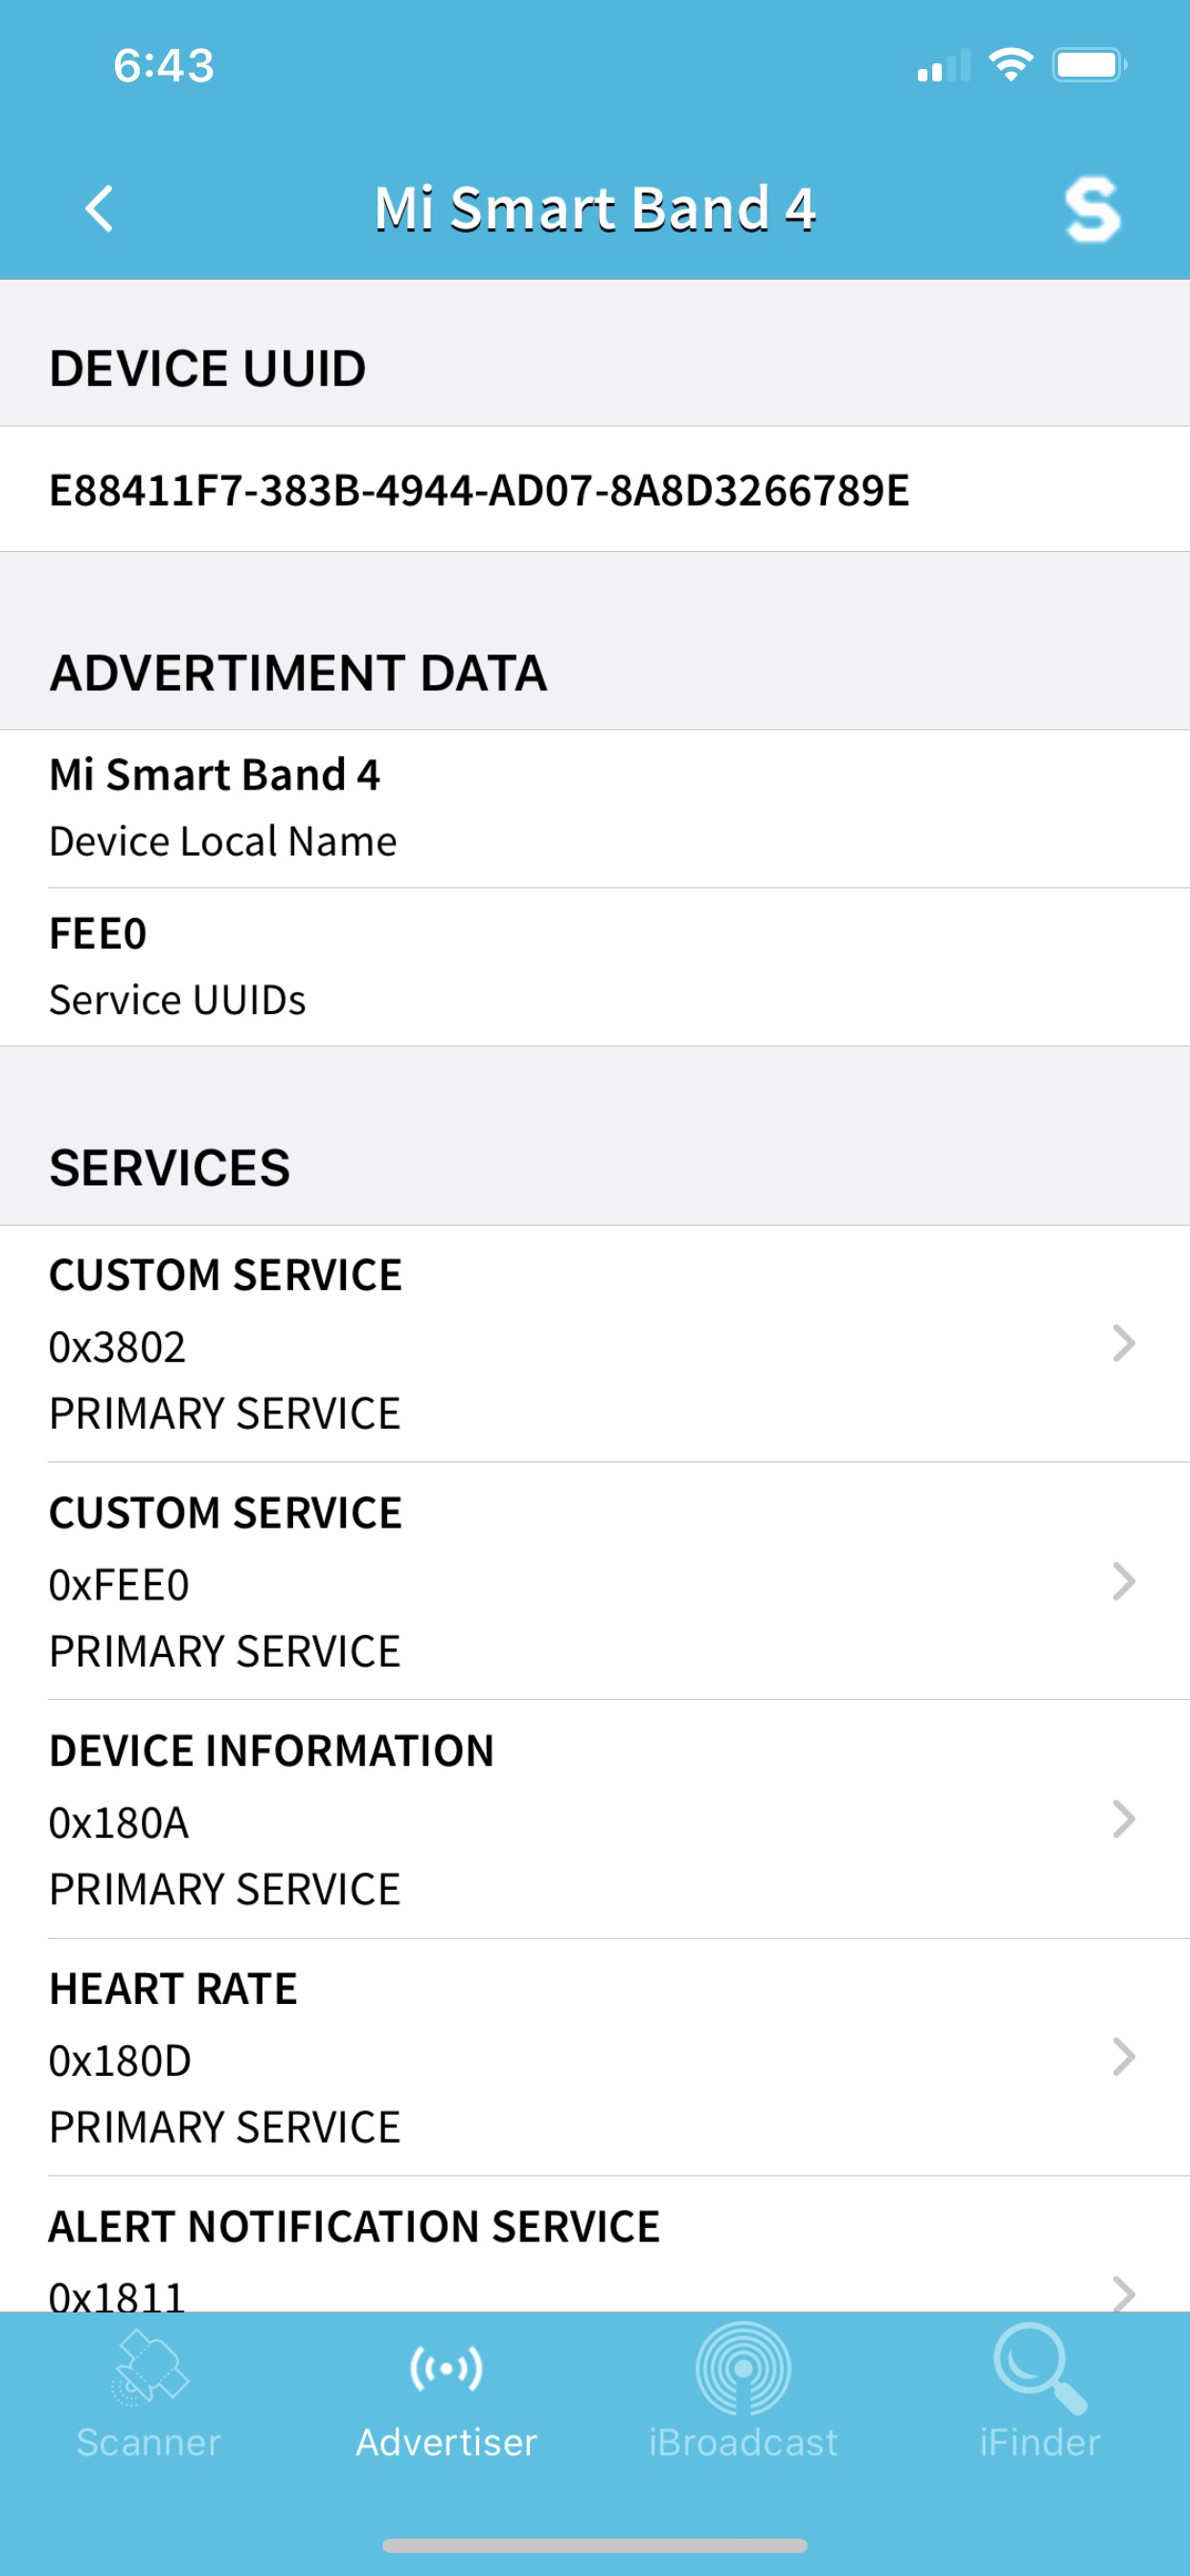 6:43
Mi Smart Band 4
S
DEVICE UUID
E88411F7-383B-4944-AD07-8A8D3266789E
ADVERTIMENT DATA
Mi Smart Band 4
Device Local Name
FEE0
Service UUIDs
SERVICES
CUSTOM SERVICE
0x3802
PRIMARY SERVICE
CUSTOM SERVICE
0xFEE0
PRIMARY SERVICE
DEVICE INFORMATION
0x180A
PRIMARY SERVICE
HEART RATE
0x180D
PRIMARY SERVICE
ALERT NOTIFICATION SERVICE
0x1811
Scanner
Advertiser
iBroadcast
iFinder